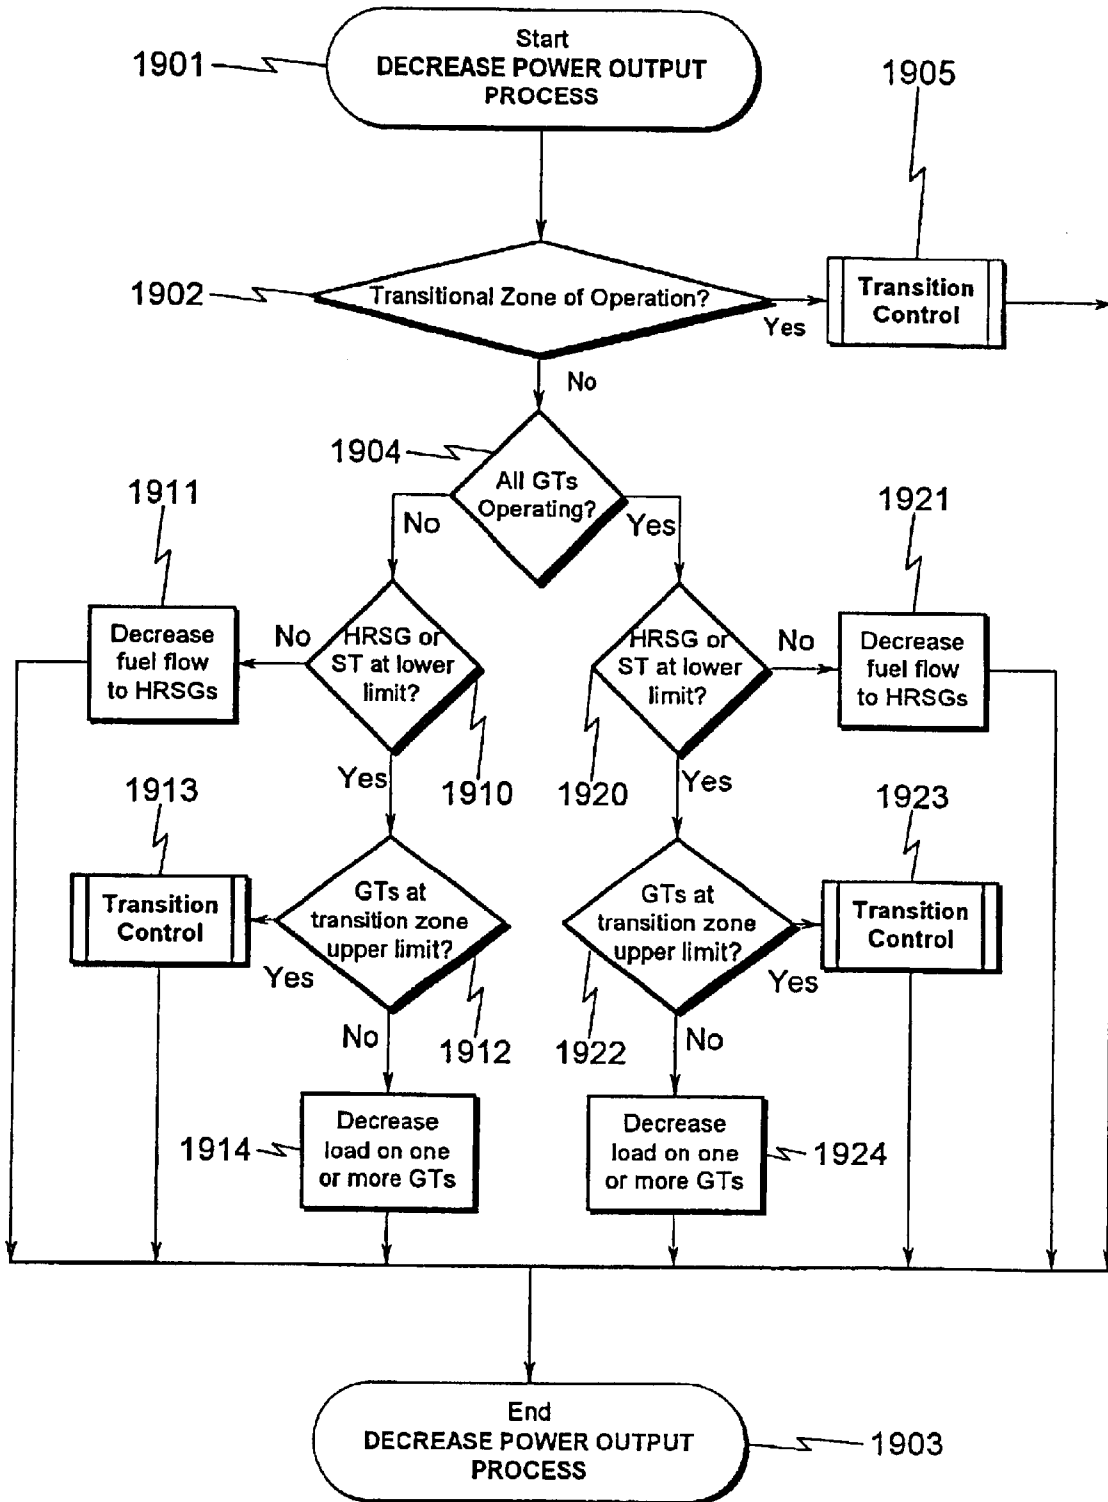 Start
DECREASE POWER OUTPUT
PROCESS
1901
1905
1902
Transitional Zone of Operation?
Yes
Transition
Control
No
1904
All GTs
Operating?
No
Yes
1911
1921
Decrease
fuel flow
to HRSGs
No
HRSG or
ST at lower
limit?
HRSG or
ST at lower
limit?
No
Decrease
fuel flow
to HRSGs
Yes
1910
1920
Yes
1913
1923
Transition
Control
Yes
GTs at
transition zone
upper limit?
GTs at
transition zone
upper limit?
Yes
Transition
Control
No
1912
1922
No
1914
Decrease
load on one
or more GTs
Decrease
load on one
or more GTs
1924
End
DECREASE POWER OUTPUT
PROCESS
1903